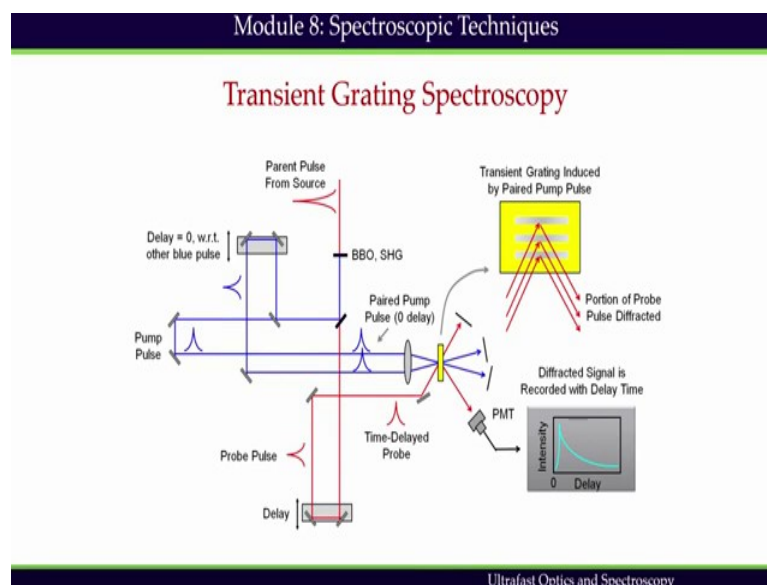 Module 8: Spectroscopic Techniques
Transient Grating Spectroscopy
Parent Pulse
From Source
Transient Grating Induced
by Paired Pump Pulse
Delay = 0, w.r.t.
other blue pulse
BBO, SHG
Paired Pump
Pulse (0 delay)
Portion of Probe
Pulse Diffracted
Pump
Pulse
Diffracted Signal is
Recorded with Delay Time
PMT
Time-Delayed
Probe
Probe Pulse
Intensity
0 Delay
Delay
Ultrafast Optics and Spectroscopy